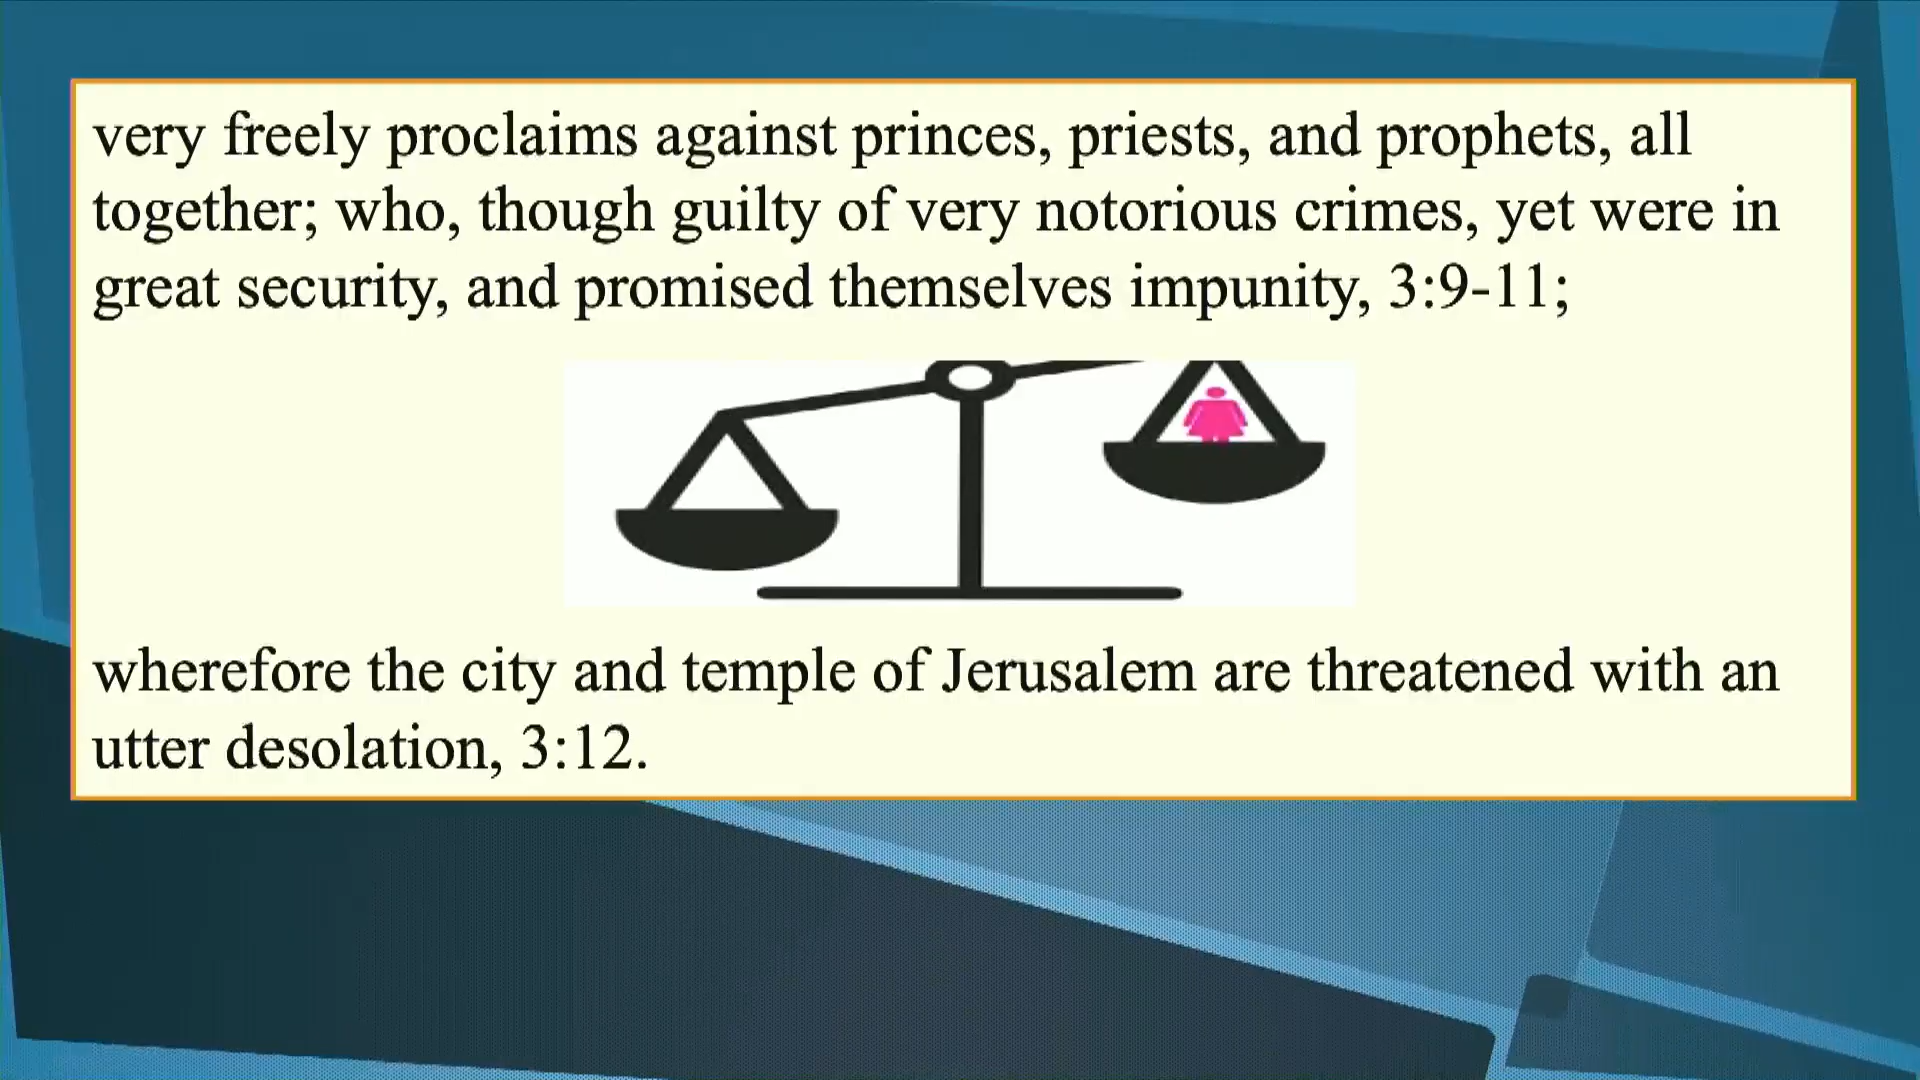 very freely proclaims against princes, priests, and prophets, all
together; who, though guilty of very notorious crimes, yet were in
great security, and promised themselves impunity, 3:9-11;
wherefore the city and temple of Jerusalem are threatened with an
utter desolation, 3:12.